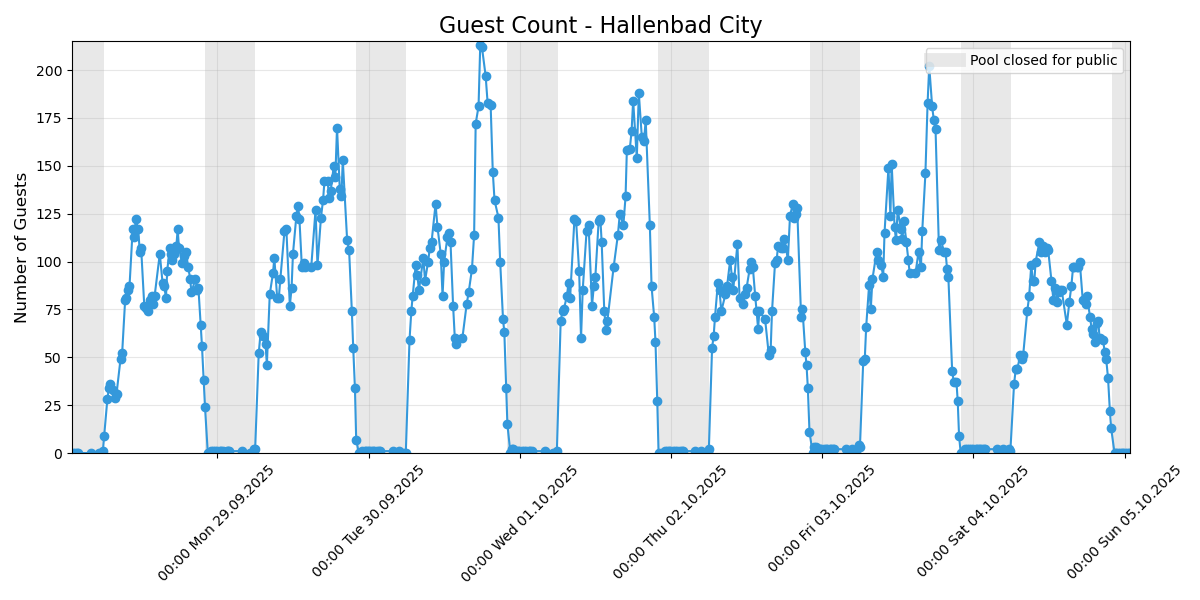 Guest Count - Hallenbad City
Pool closed for public
Number of Guests
200
175
150
125
100
75
50
25
0
00:00 Mon 29.09.2025
00:00 Tue 30.09.2025
00:00 Wed 01.10.2025
00:00 Thu 02.10.2025
00:00 Fri 03.10.2025
00:00 Sat 04.10.2025
00:00 Sun 05.10.2025